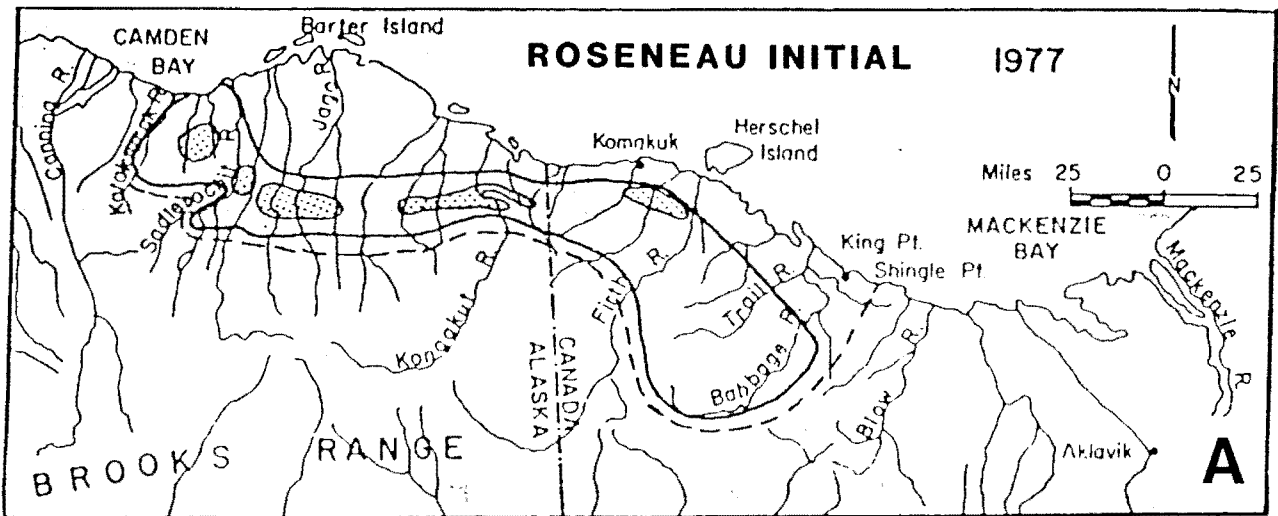 CAMDEN
BAY
Barter Island
ROSENEAU INITIAL 1977
N
Canning R.
Sadlerochit R.
Jago R.
Komakuk
Herschel
Island
Miles 25 0 25
MACKENZIE
BAY
King Pt.
Shingle Pt.
Mackenzie R.
Kongakut R.
Firth R.
Trail R.
Babbage R.
Blow R.
CANADA
ALASKA
BROOKS RANGE
Aklavik
A